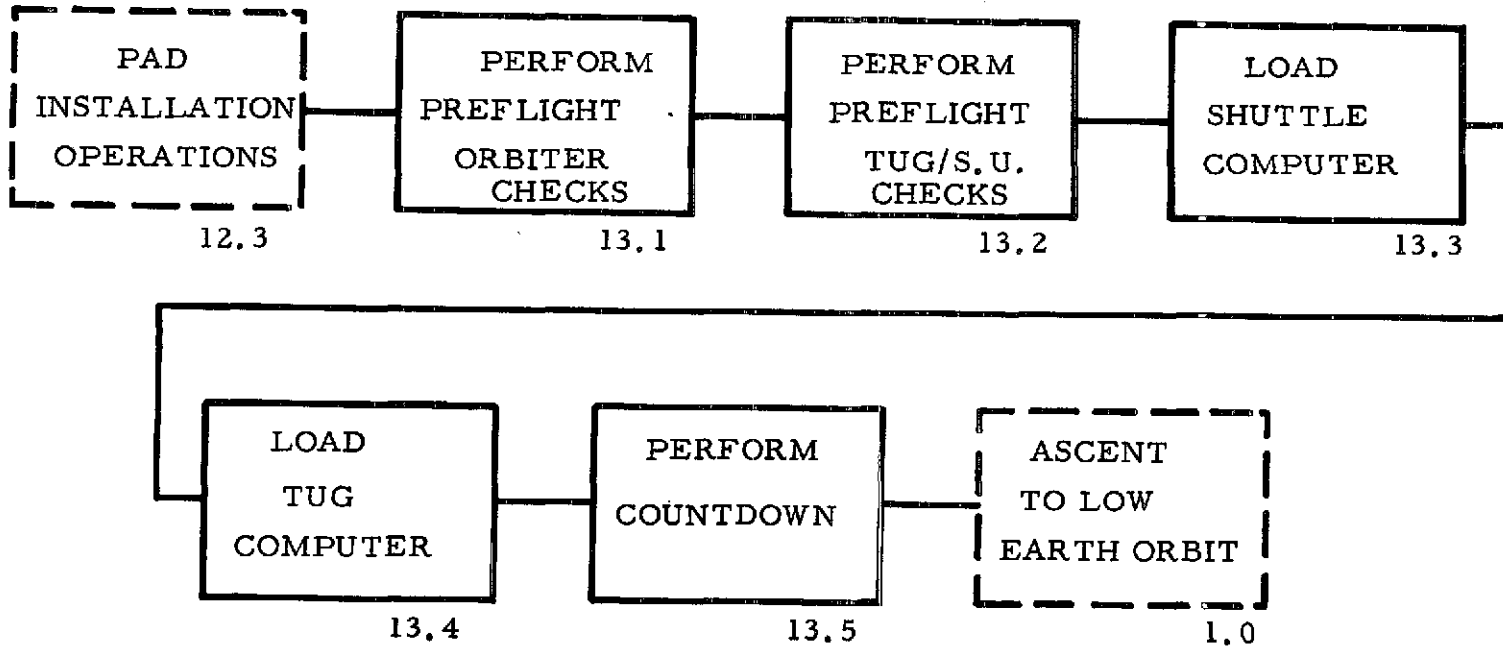 PAD
INSTALLATION
OPERATIONS
12.3
PERFORM
PREFLIGHT
ORBITER
CHECKS
13.1
PERFORM
PREFLIGHT
TUG/S.U.
CHECKS
13.2
LOAD
SHUTTLE
COMPUTER
13.3
LOAD
TUG
COMPUTER
13.4
PERFORM
COUNTDOWN
13.5
ASCENT
TO LOW
EARTH ORBIT
1.0